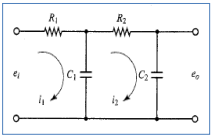 R₁ R₂
eᵢ C₁ C₂ eₒ
i₁ i₂